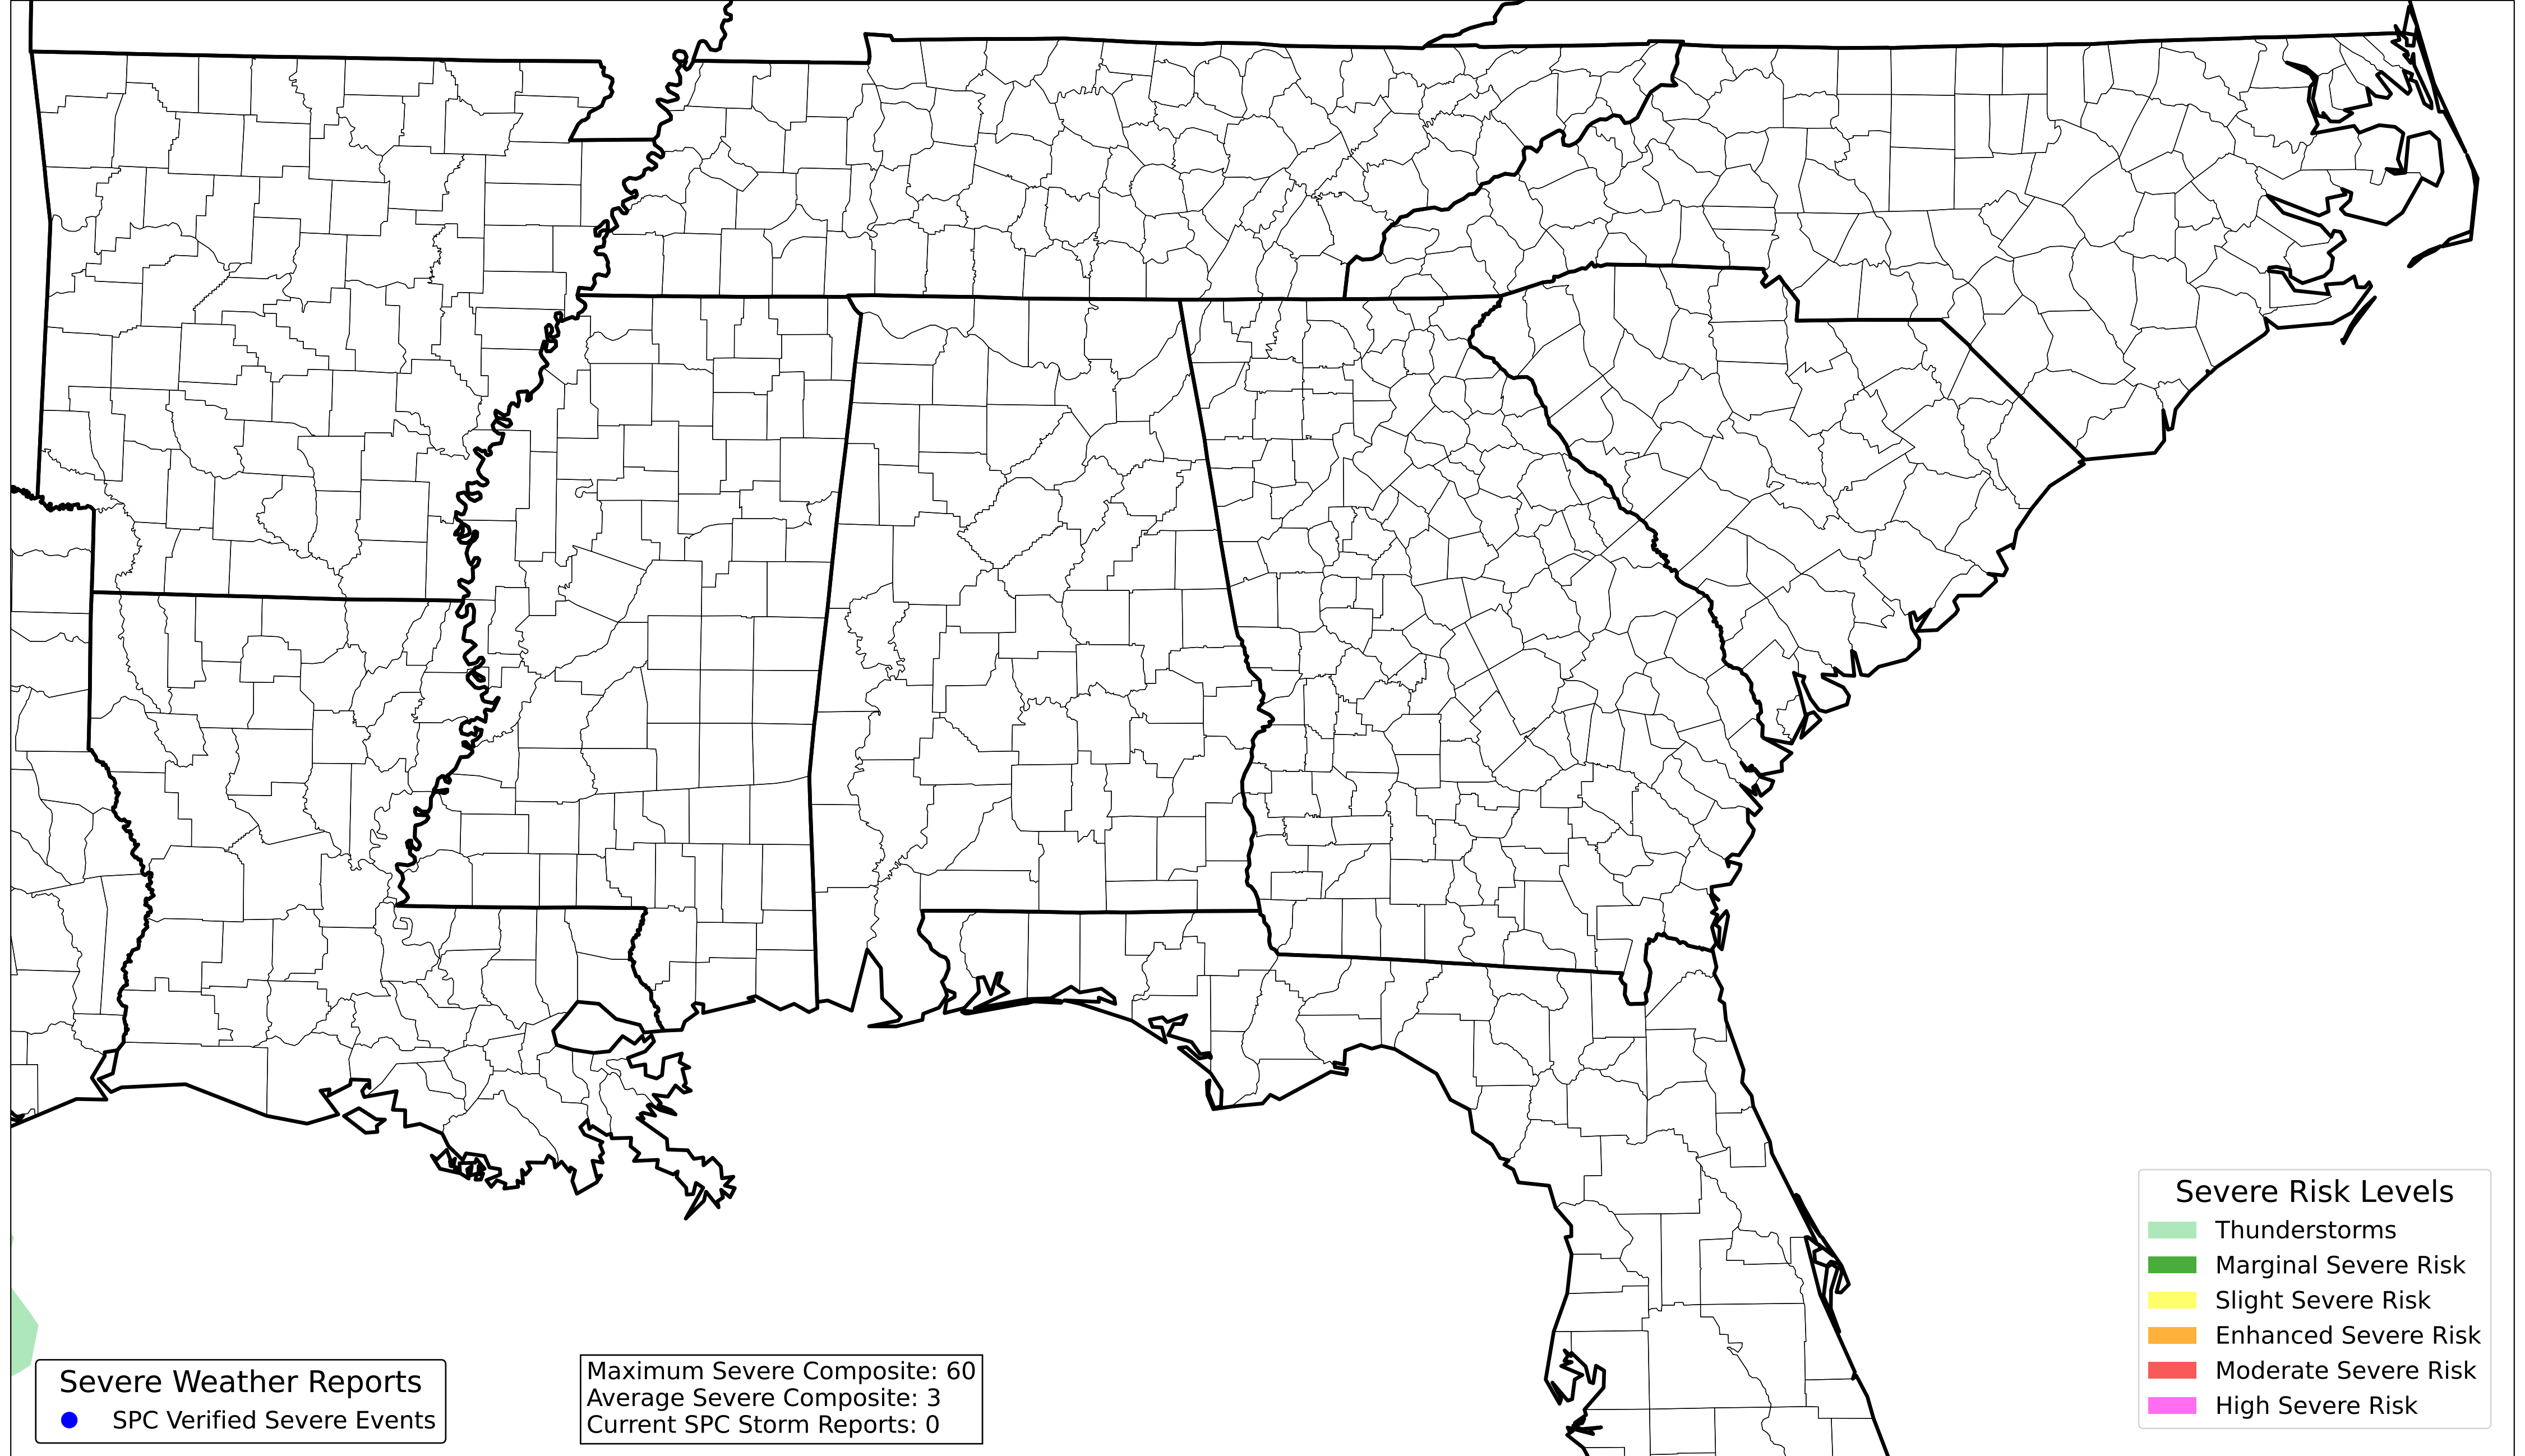 Severe Risk Levels
Thunderstorms
Marginal Severe Risk
Slight Severe Risk
Enhanced Severe Risk
Moderate Severe Risk
High Severe Risk
Severe Weather Reports
SPC Verified Severe Events
Maximum Severe Composite: 60
Average Severe Composite: 3
Current SPC Storm Reports: 0